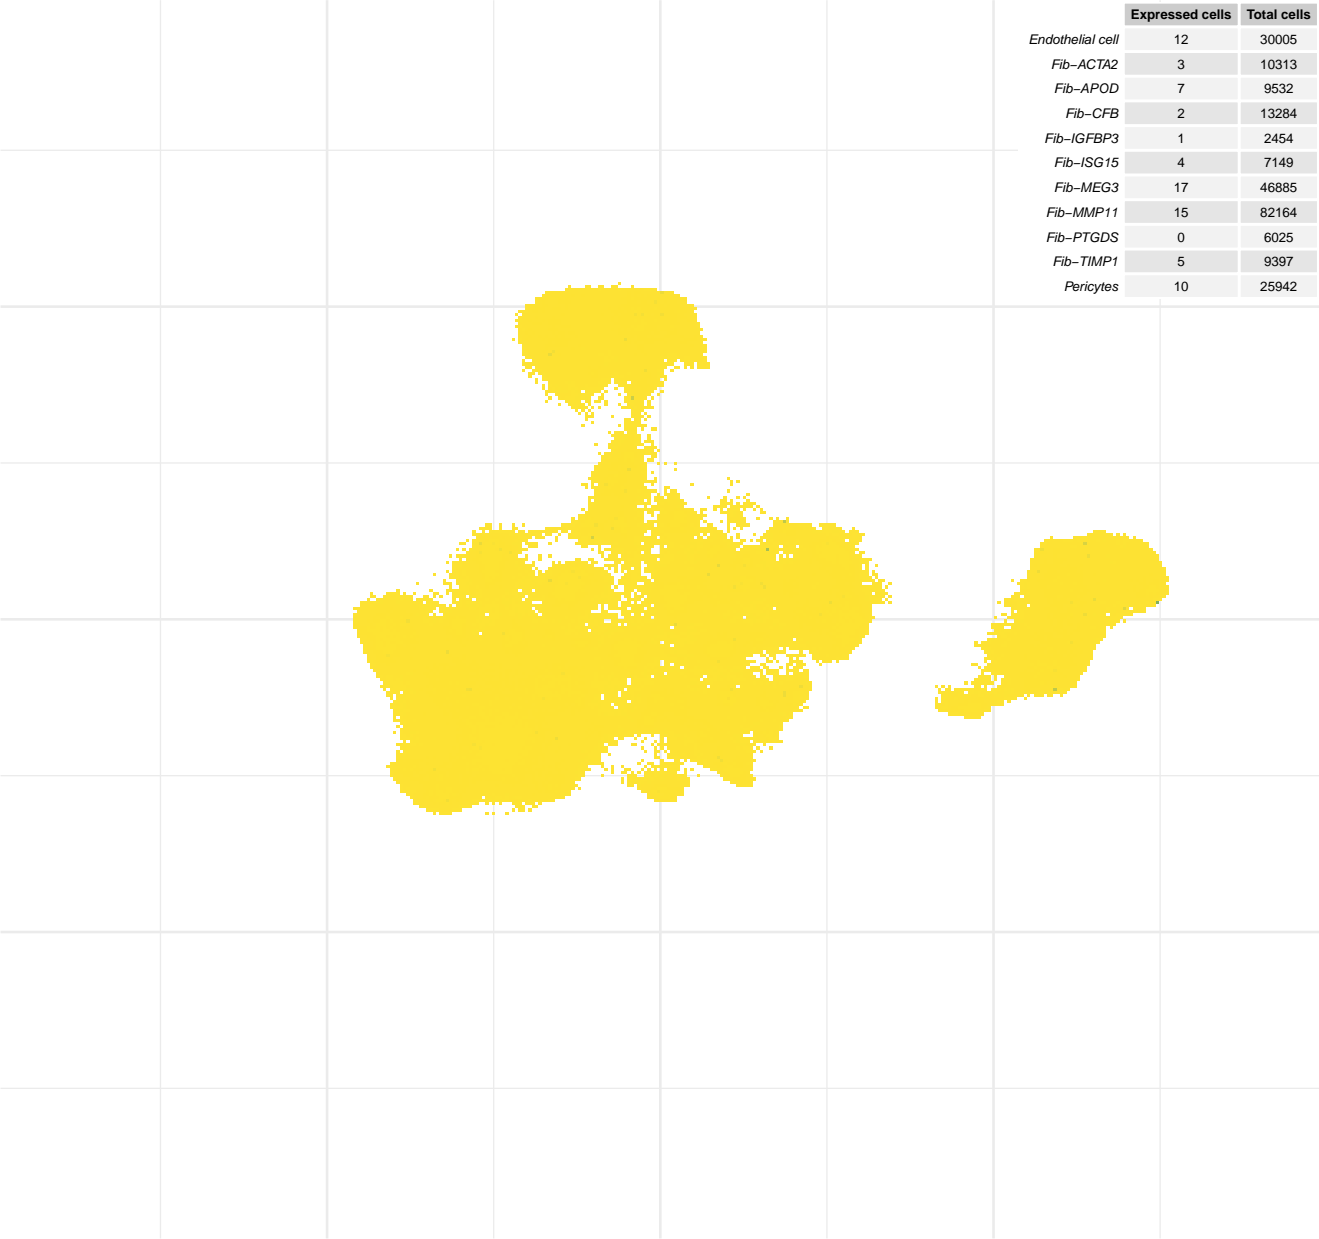 Expressed cells Total cells
Endothelial cell 12 30005
Fib−ACTA2 3 10313
Fib−APOD 7 9532
Fib−CFB 2 13284
Fib−IGFBP3 1 2454
Fib−ISG15 4 7149
Fib−MEG3 17 46885
Fib−MMP11 15 82164
Fib−PTGDS 0 6025
Fib−TIMP1 5 9397
Pericytes 10 25942